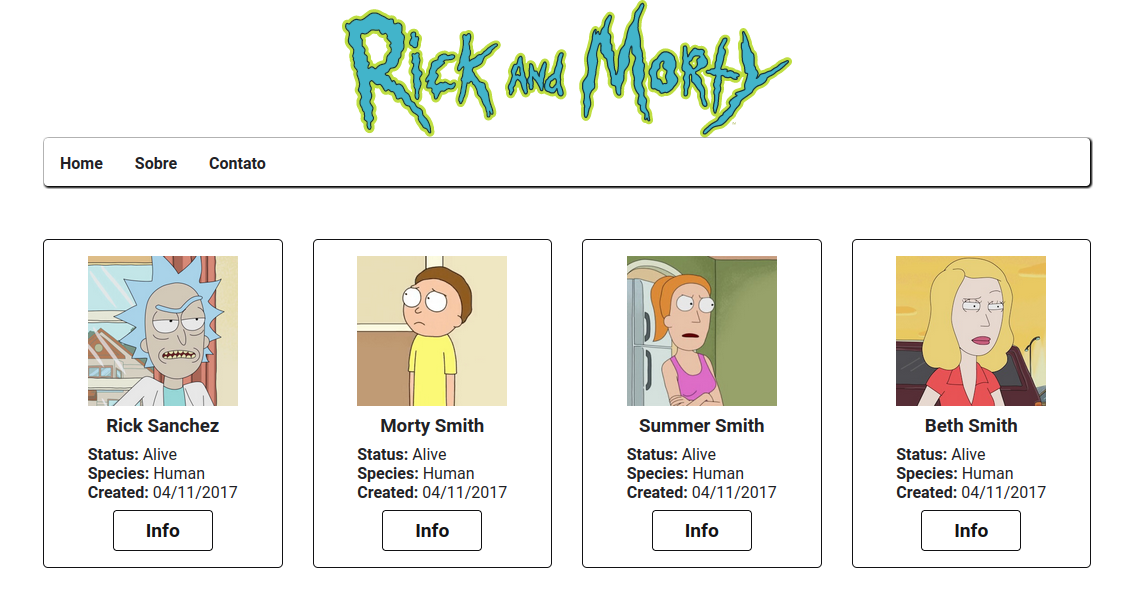 Rick and Morty
Home Sobre Contato
Rick Sanchez
Status: Alive
Species: Human
Created: 04/11/2017
Info
Morty Smith
Status: Alive
Species: Human
Created: 04/11/2017
Info
Summer Smith
Status: Alive
Species: Human
Created: 04/11/2017
Info
Beth Smith
Status: Alive
Species: Human
Created: 04/11/2017
Info